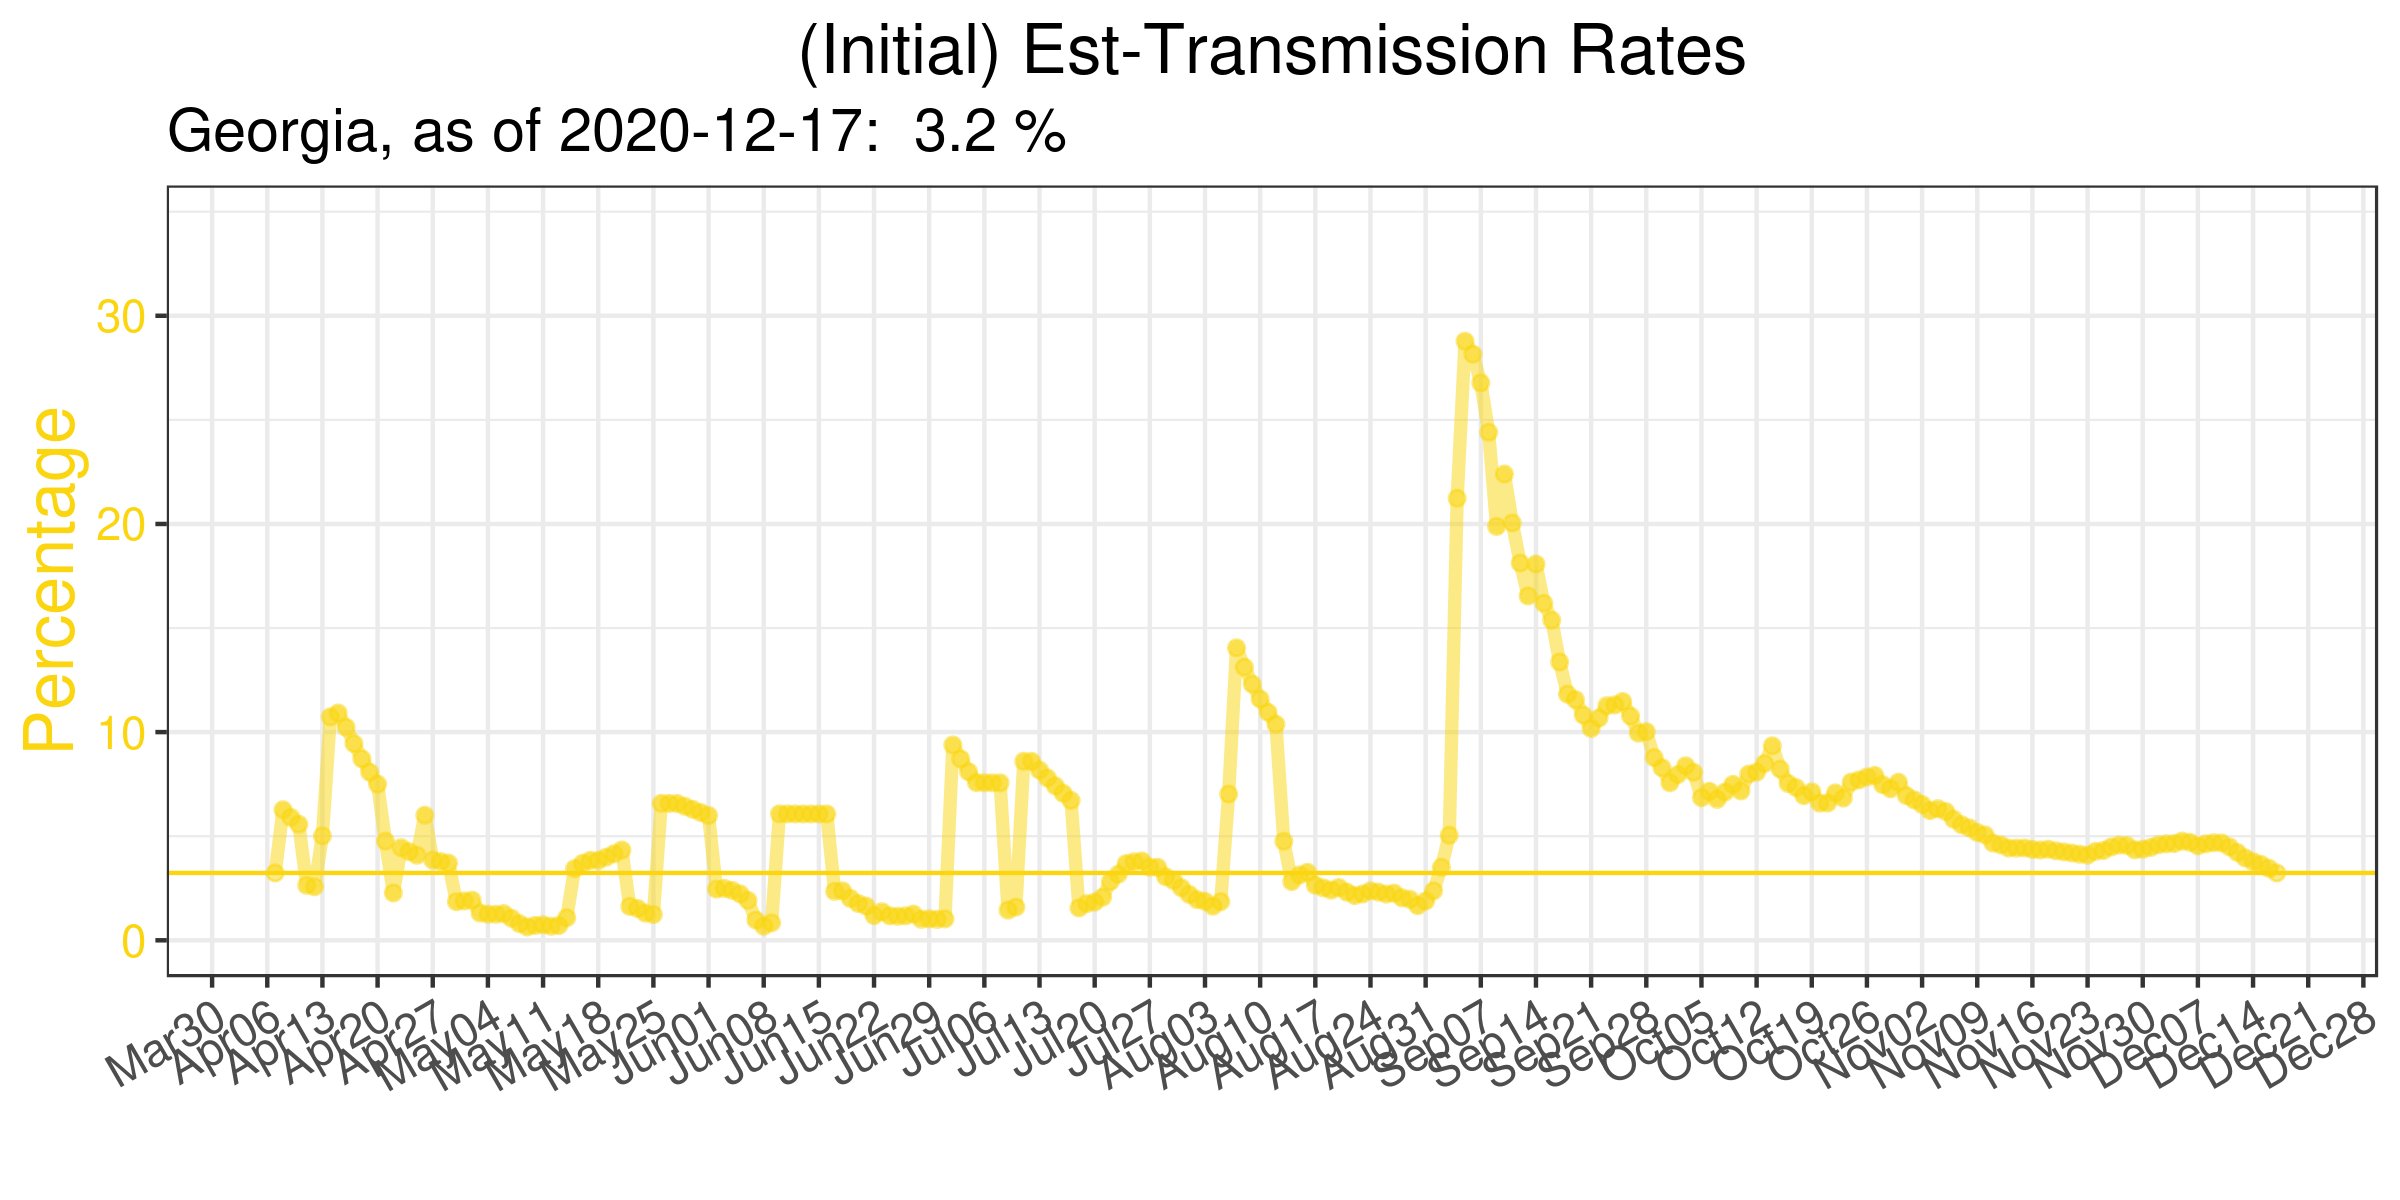 (Initial) Est-Transmission Rates
Georgia, as of 2020-12-17:  3.2 %
Percentage
30
20
10
0
Mar30
Apr06
Apr13
Apr20
Apr27
May04
May11
May18
May25
Jun01
Jun08
Jun15
Jun22
Jun29
Jul06
Jul13
Jul20
Jul27
Aug03
Aug10
Aug17
Aug24
Aug31
Sep07
Sep14
Sep21
Sep28
Oct05
Oct12
Oct19
Oct26
Nov02
Nov09
Nov16
Nov23
Nov30
Dec07
Dec14
Dec21
Dec28